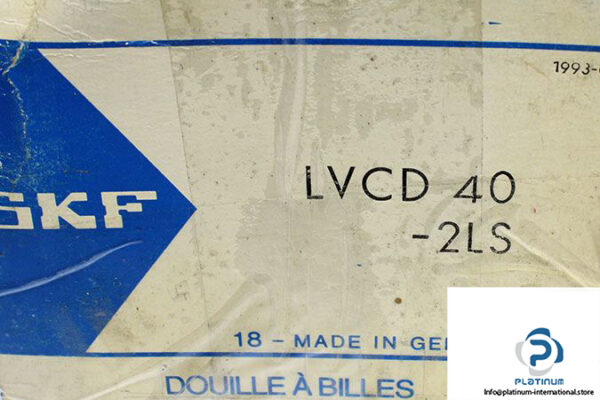 1993-
SKF
LVCD 40
-2LS
18 - MADE IN GE
DOUILLE À BILLES
PLATINUM
Info@platinum-international.store